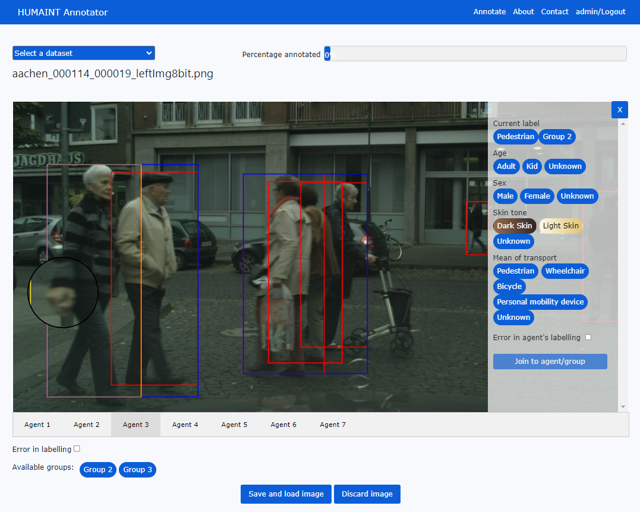 HUMAINT Annotator
Annotate About Contact admin/Logout
Select a dataset
Percentage annotated
aachen_000114_000019_leftImg8bit.png
JAGDHAUS
X
Current label
Pedestrian Group 2
Age
Adult Kid Unknown
Sex
Male Female Unknown
Skin tone
Dark Skin Light Skin
Unknown
Mean of transport
Pedestrian Wheelchair
Bicycle
Personal mobility device
Unknown
Error in agent's labelling
Join to agent/group
Agent 1 Agent 2 Agent 3 Agent 4 Agent 5 Agent 6 Agent 7
Error in labelling
Available groups: Group 2 Group 3
Save and load image Discard image